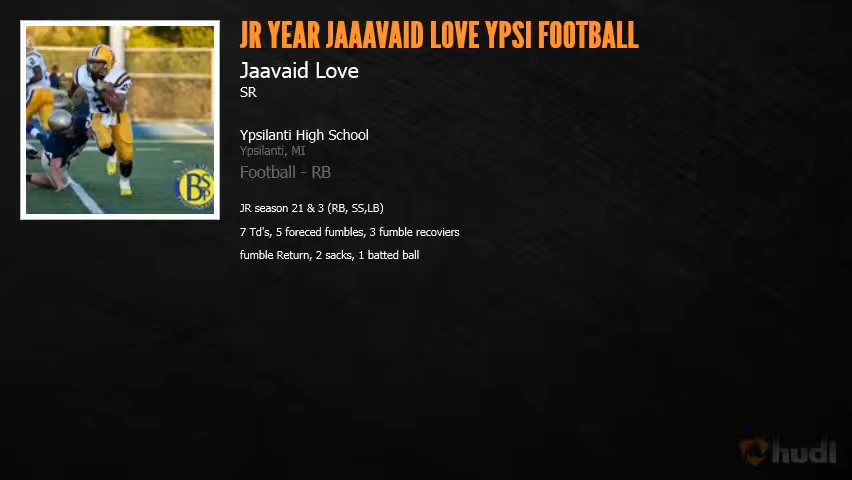 JR YEAR JAAAVAID LOVE YPSI FOOTBALL
Jaavaid Love
SR
Ypsilanti High School
Ypsilanti, MI
Football - RB
JR season 21 & 3 (RB, SS,LB)
7 Td's, 5 foreced fumbles, 3 fumble recoviers
fumble Return, 2 sacks, 1 batted ball
hudl